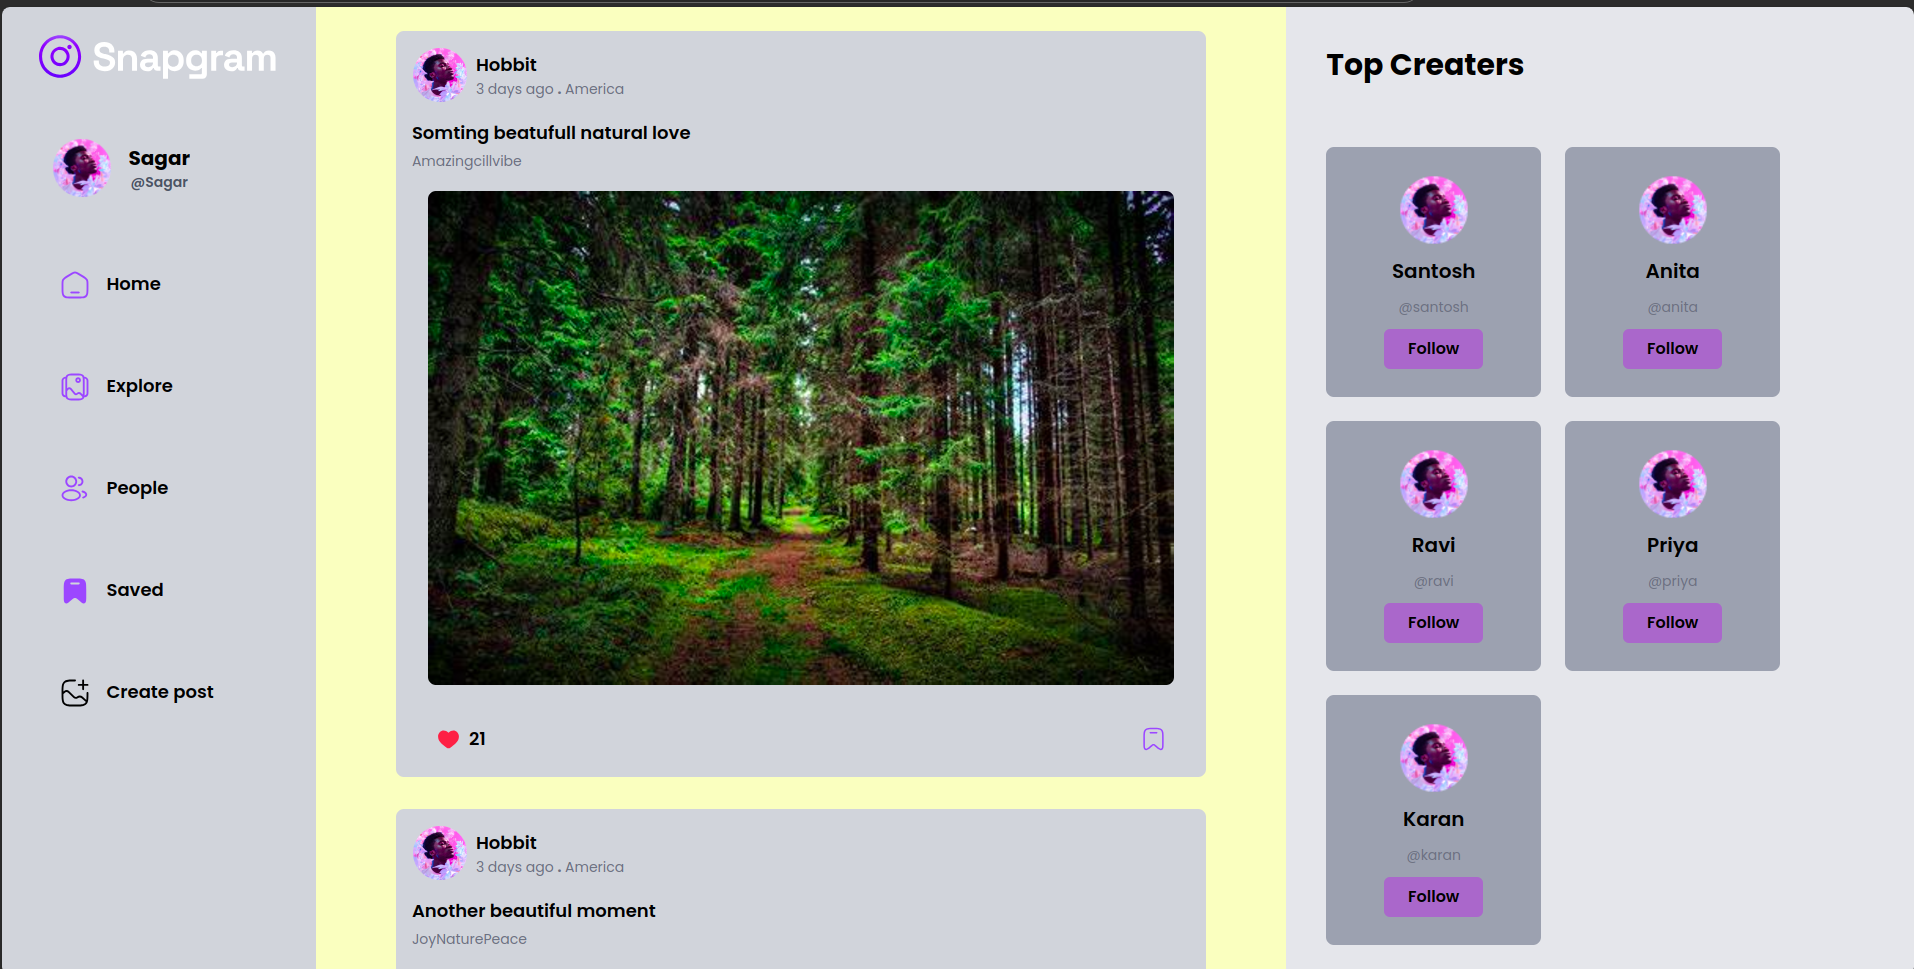 Snapgram
Sagar
@Sagar
Home
Explore
People
Saved
Create post
Hobbit
3 days ago . America
Somting beatufull natural love
Amazingcillvibe
21
Hobbit
3 days ago . America
Another beautiful moment
JoyNaturePeace
Top Creaters
Santosh
@santosh
Follow
Anita
@anita
Follow
Ravi
@ravi
Follow
Priya
@priya
Follow
Karan
@karan
Follow